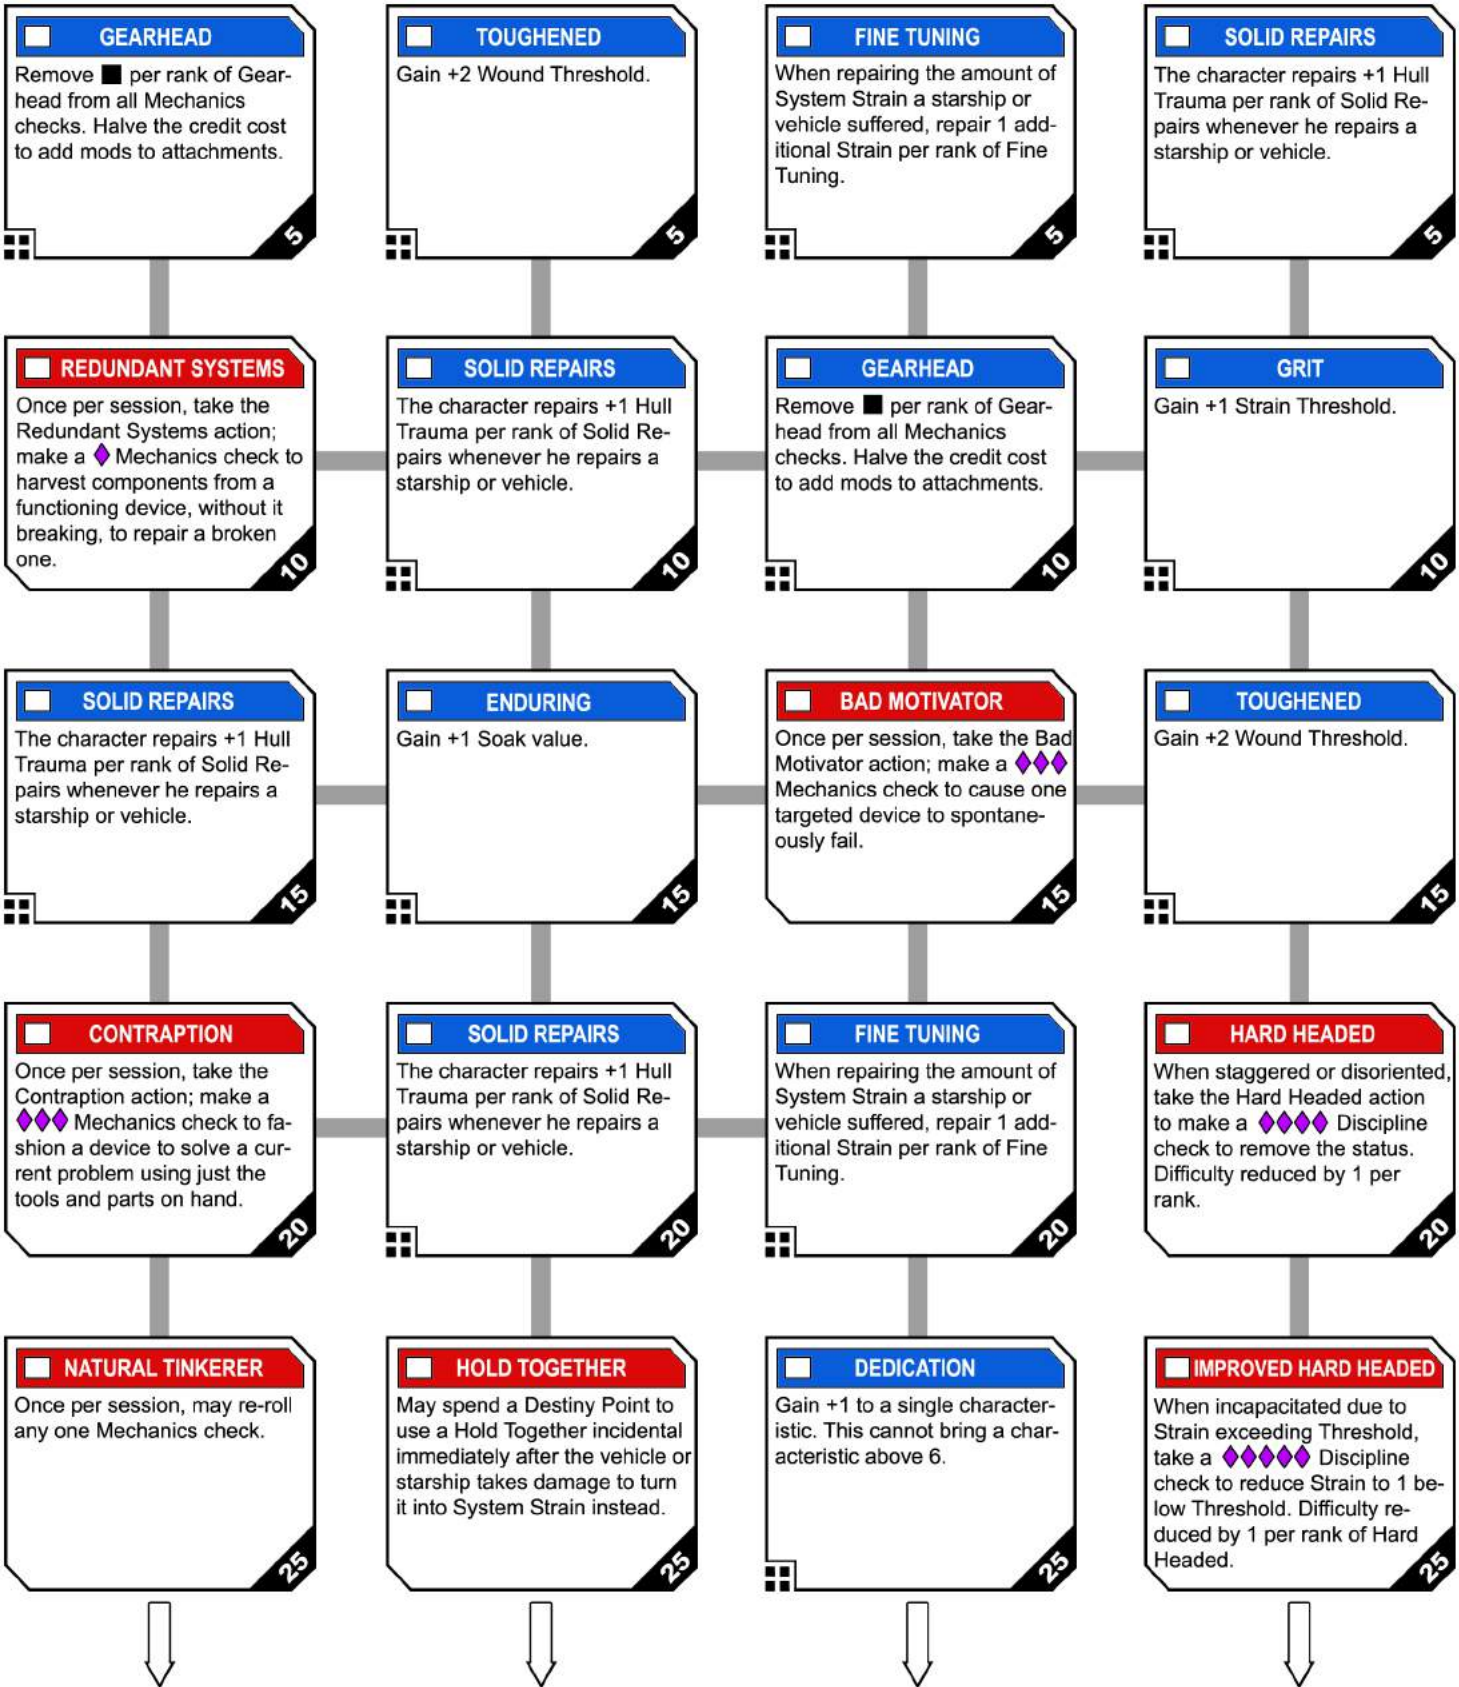 GEARHEAD
Remove ■ per rank of Gear-
head from all Mechanics
checks. Halve the credit cost
to add mods to attachments.
5
TOUGHENED
Gain +2 Wound Threshold.
5
FINE TUNING
When repairing the amount of
System Strain a starship or
vehicle suffered, repair 1 add-
itional Strain per rank of Fine
Tuning.
5
SOLID REPAIRS
The character repairs +1 Hull
Trauma per rank of Solid Re-
pairs whenever he repairs a
starship or vehicle.
5
REDUNDANT SYSTEMS
Once per session, take the
Redundant Systems action;
make a ♦ Mechanics check to
harvest components from a
functioning device, without it
breaking, to repair a broken
one.
10
SOLID REPAIRS
The character repairs +1 Hull
Trauma per rank of Solid Re-
pairs whenever he repairs a
starship or vehicle.
10
GEARHEAD
Remove ■ per rank of Gear-
head from all Mechanics
checks. Halve the credit cost
to add mods to attachments.
10
GRIT
Gain +1 Strain Threshold.
10
SOLID REPAIRS
The character repairs +1 Hull
Trauma per rank of Solid Re-
pairs whenever he repairs a
starship or vehicle.
15
ENDURING
Gain +1 Soak value.
15
BAD MOTIVATOR
Once per session, take the Bad
Motivator action; make a ♦♦♦
Mechanics check to cause one
targeted device to spontane-
ously fail.
15
TOUGHENED
Gain +2 Wound Threshold.
15
CONTRAPTION
Once per session, take the
Contraption action; make a
♦♦♦ Mechanics check to fa-
shion a device to solve a cur-
rent problem using just the
tools and parts on hand.
20
SOLID REPAIRS
The character repairs +1 Hull
Trauma per rank of Solid Re-
pairs whenever he repairs a
starship or vehicle.
20
FINE TUNING
When repairing the amount of
System Strain a starship or
vehicle suffered, repair 1 add-
itional Strain per rank of Fine
Tuning.
20
HARD HEADED
When staggered or disoriented,
take the Hard Headed action
to make a ♦♦♦♦ Discipline
check to remove the status.
Difficulty reduced by 1 per
rank.
20
NATURAL TINKERER
Once per session, may re-roll
any one Mechanics check.
25
HOLD TOGETHER
May spend a Destiny Point to
use a Hold Together incidental
immediately after the vehicle or
starship takes damage to turn
it into System Strain instead.
25
DEDICATION
Gain +1 to a single character-
istic. This cannot bring a char-
acteristic above 6.
25
IMPROVED HARD HEADED
When incapacitated due to
Strain exceeding Threshold,
take a ♦♦♦♦♦ Discipline
check to reduce Strain to 1 be-
low Threshold. Difficulty re-
duced by 1 per rank of Hard
Headed.
25